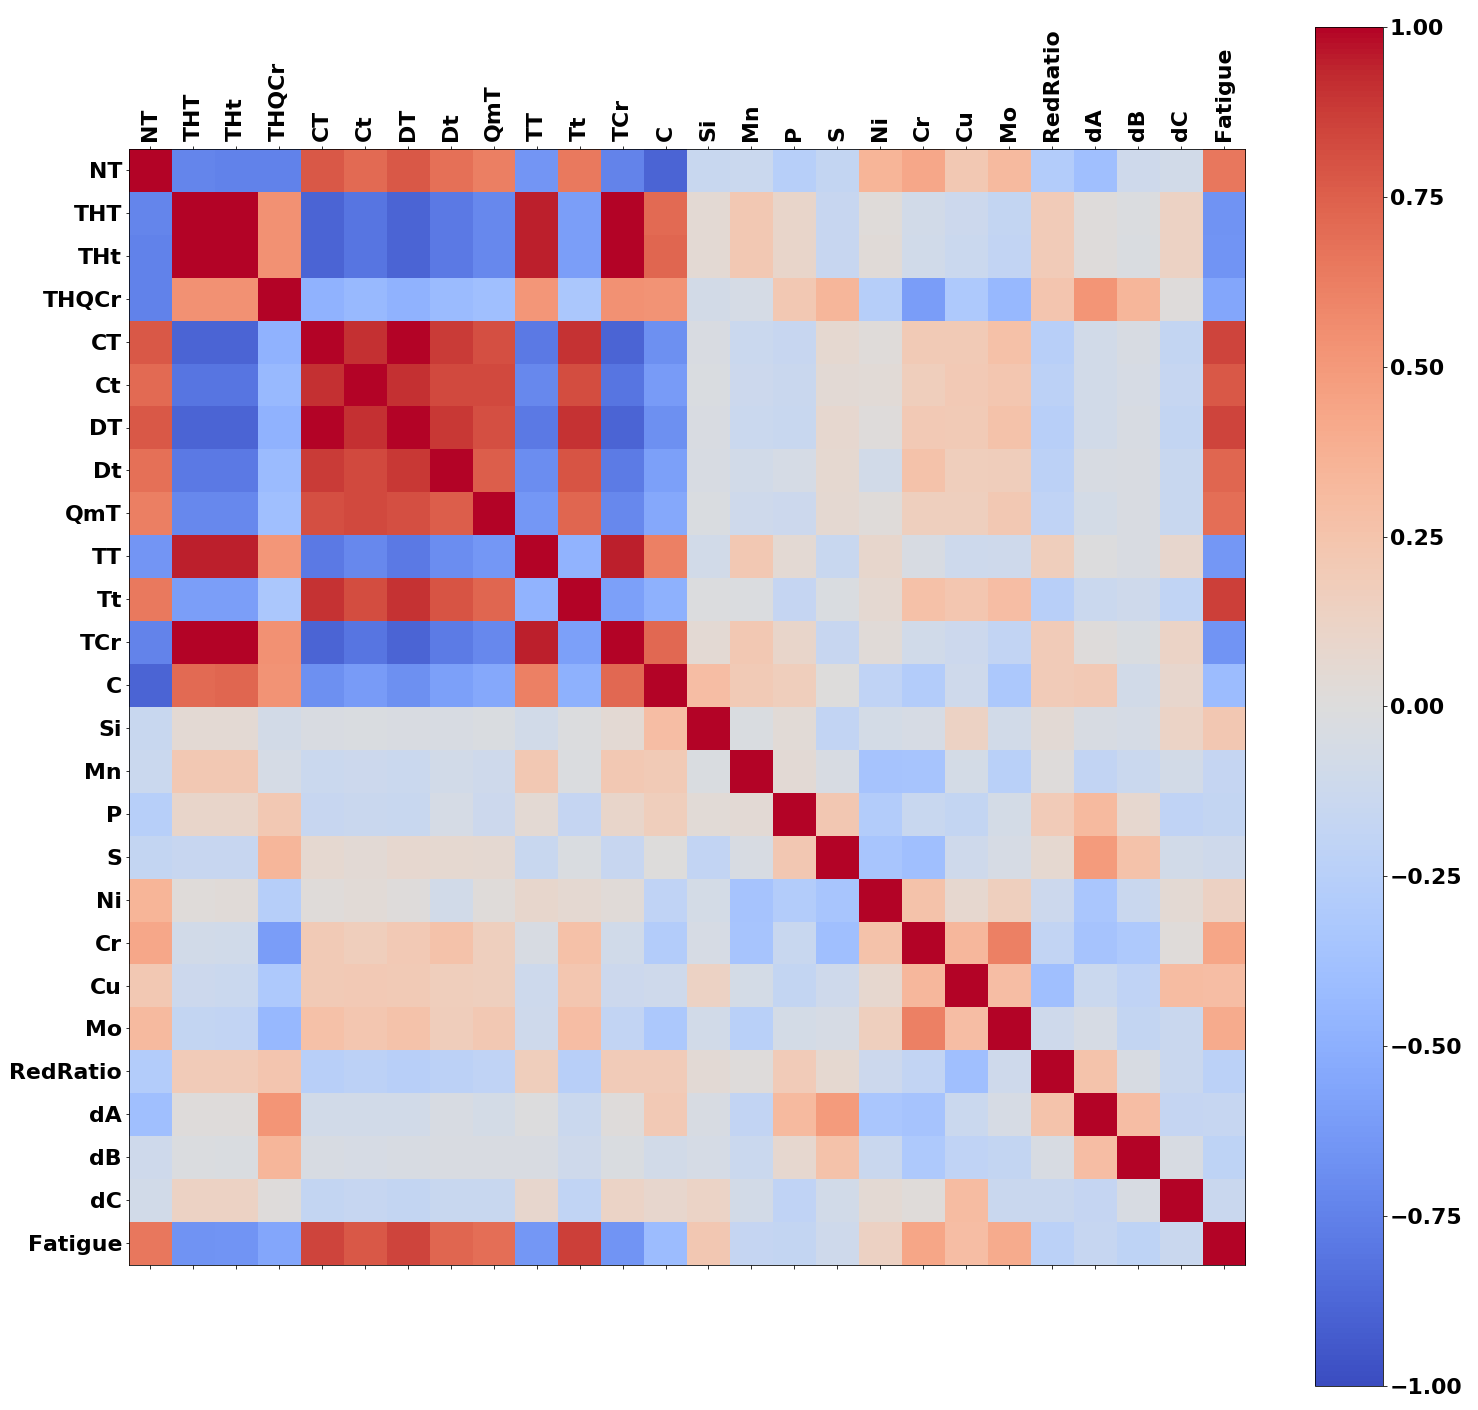 NT
THT
THt
THQCr
CT
Ct
DT
Dt
QmT
TT
Tt
TCr
C
Si
Mn
P
S
Ni
Cr
Cu
Mo
RedRatio
dA
dB
dC
Fatigue
NT
THT
THt
THQCr
CT
Ct
DT
Dt
QmT
TT
Tt
TCr
C
Si
Mn
P
S
Ni
Cr
Cu
Mo
RedRatio
dA
dB
dC
Fatigue
1.00
0.75
0.50
0.25
0.00
−0.25
−0.50
−0.75
−1.00